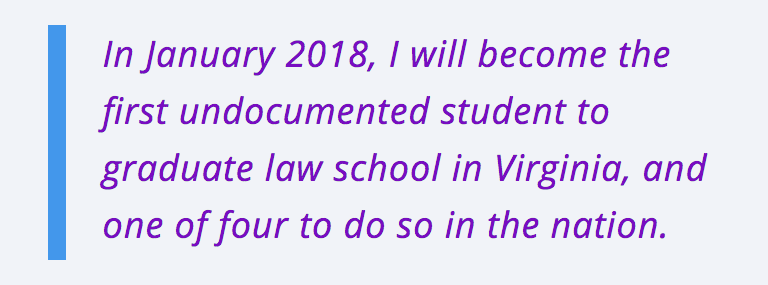 In January 2018, I will become the
first undocumented student to
graduate law school in Virginia, and
one of four to do so in the nation.